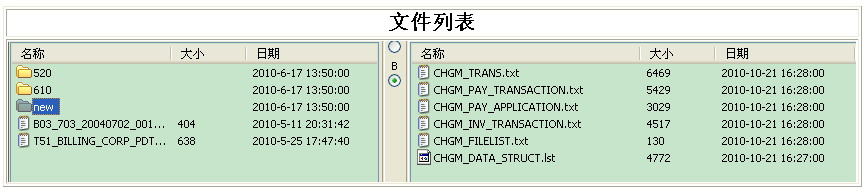 文件列表
名称 大小 日期
520 2010-6-17 13:50:00
610 2010-6-17 13:50:00
new 2010-6-17 13:50:00
B03_703_20040702_001... 404 2010-5-11 20:31:42
T51_BILLING_CORP_PDT... 638 2010-5-25 17:47:40
B
名称 大小 日期
CHGM_TRANS.txt 6469 2010-10-21 16:28:00
CHGM_PAY_TRANSACTION.txt 5429 2010-10-21 16:28:00
CHGM_PAY_APPLICATION.txt 3029 2010-10-21 16:28:00
CHGM_INV_TRANSACTION.txt 4517 2010-10-21 16:28:00
CHGM_FILELIST.txt 130 2010-10-21 16:28:00
CHGM_DATA_STRUCT.lst 4772 2010-10-21 16:27:00